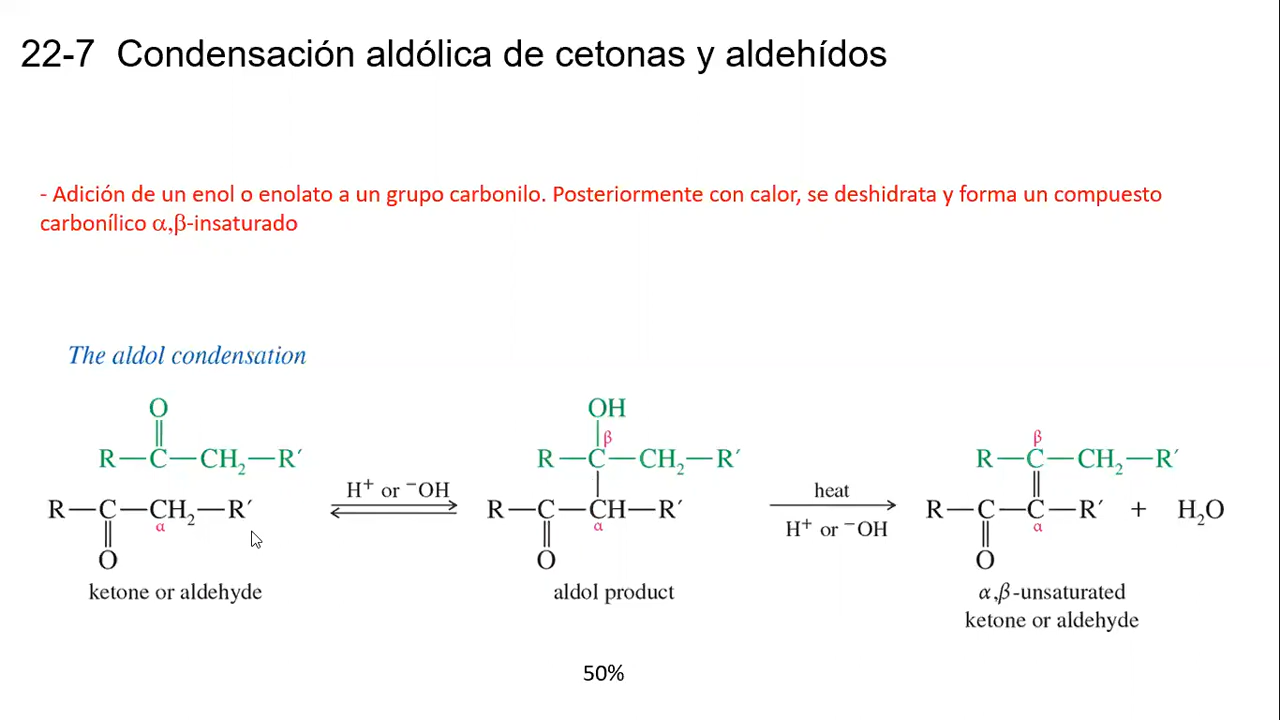 22-7 Condensación aldólica de cetonas y aldehídos
- Adición de un enol o enolato a un grupo carbonilo. Posteriormente con calor, se deshidrata y forma un compuesto
carbonílico α,β-insaturado
The aldol condensation
O
R—C—CH₂—R′
R—C—CH₂—R′
α
O
ketone or aldehyde
H⁺ or ⁻OH
OH
β
R—C—CH₂—R′
R—C—CH—R′
α
O
aldol product
heat
H⁺ or ⁻OH
β
R—C—CH₂—R′
R—C—C—R′ + H₂O
α
O
α,β-unsaturated
ketone or aldehyde
50%